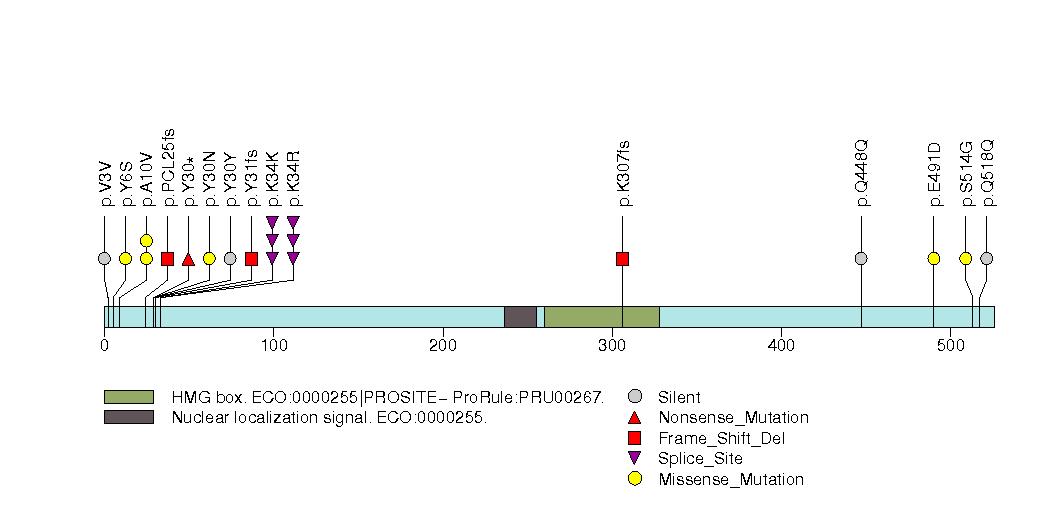 p.V3V
p.Y6S
p.A10V
p.PCL25fs
p.Y30*
p.Y30N
p.Y30Y
p.Y31fs
p.K34K
p.K34R
p.K307fs
p.Q448Q
p.E491D
p.S514G
p.Q518Q
0 100 200 300 400 500
HMG box. ECO:0000255|PROSITE-ProRule:PRU00267.
Nuclear localization signal. ECO:0000255.
Silent
Nonsense_Mutation
Frame_Shift_Del
Splice_Site
Missense_Mutation